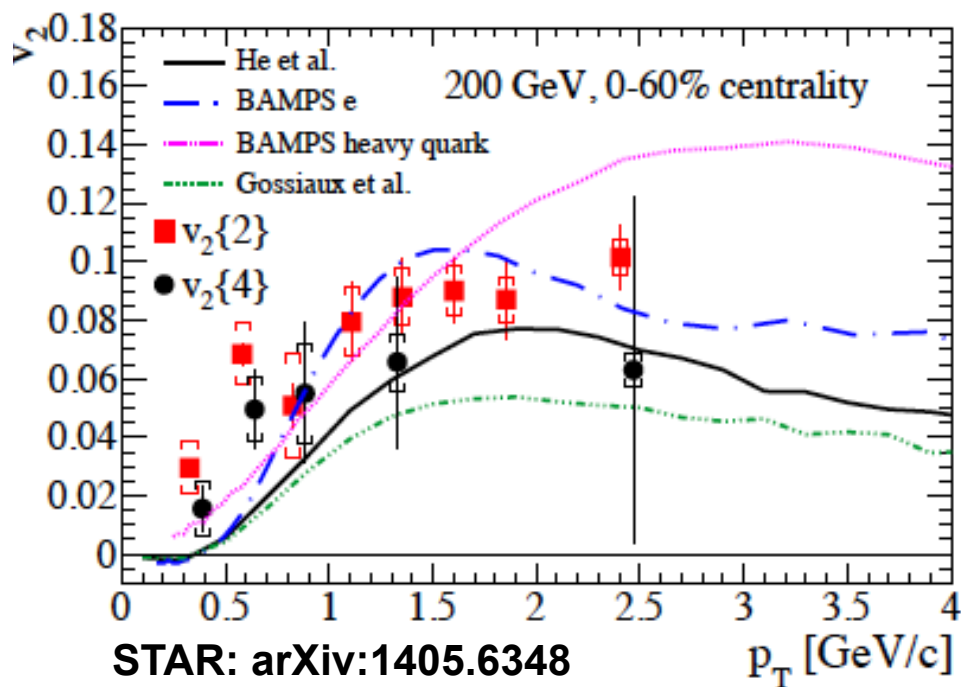 v₂
0.18
0.16
0.14
0.12
0.1
0.08
0.06
0.04
0.02
0
He et al.
BAMPS e
BAMPS heavy quark
Gossiaux et al.
200 GeV, 0-60% centrality
v₂{2}
v₂{4}
0 0.5 1 1.5 2 2.5 3 3.5 4
STAR: arXiv:1405.6348
p_T [GeV/c]